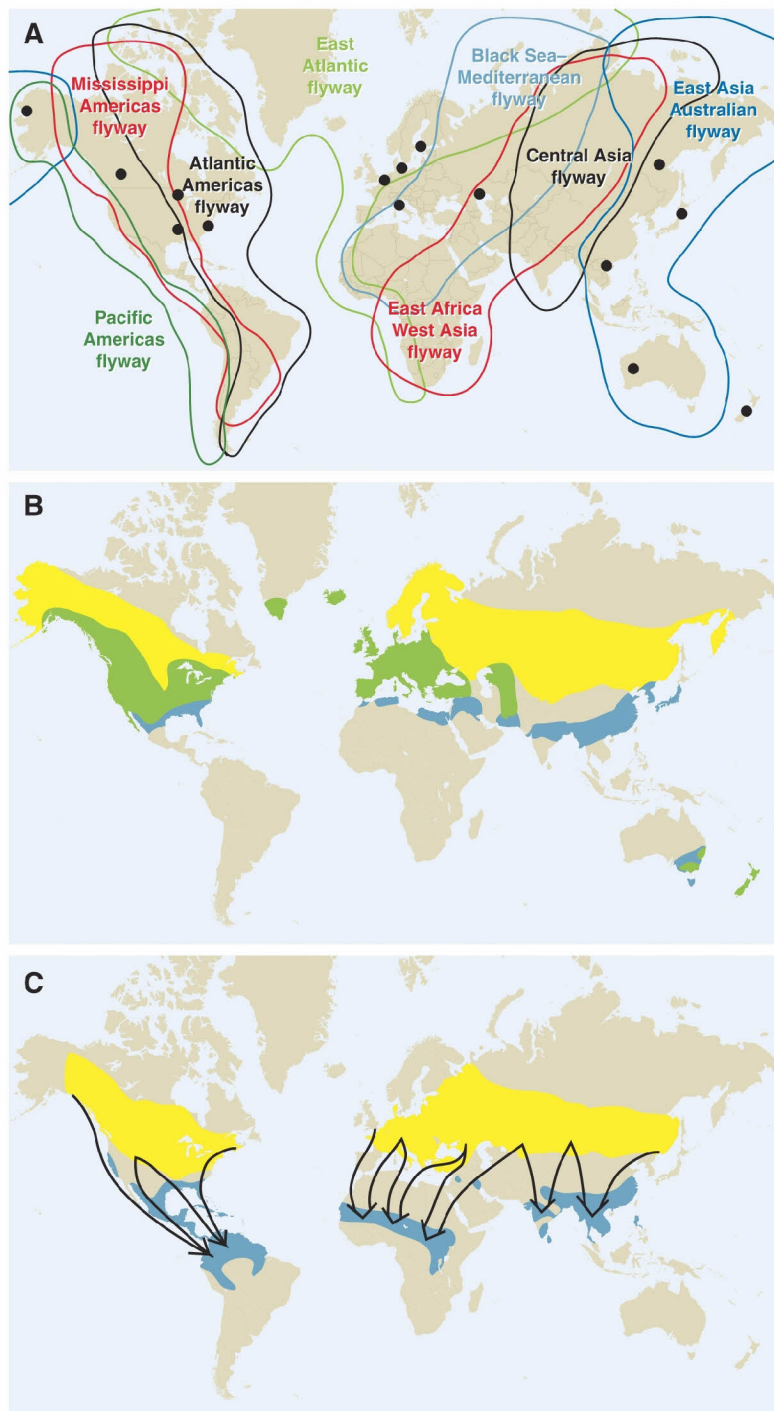 A
East
Atlantic
flyway
Black Sea–
Mediterranean
flyway
Mississippi
Americas
flyway
East Asia
Australian
flyway
Atlantic
Americas
flyway
Central Asia
flyway
Pacific
Americas
flyway
East Africa
West Asia
flyway
B
C